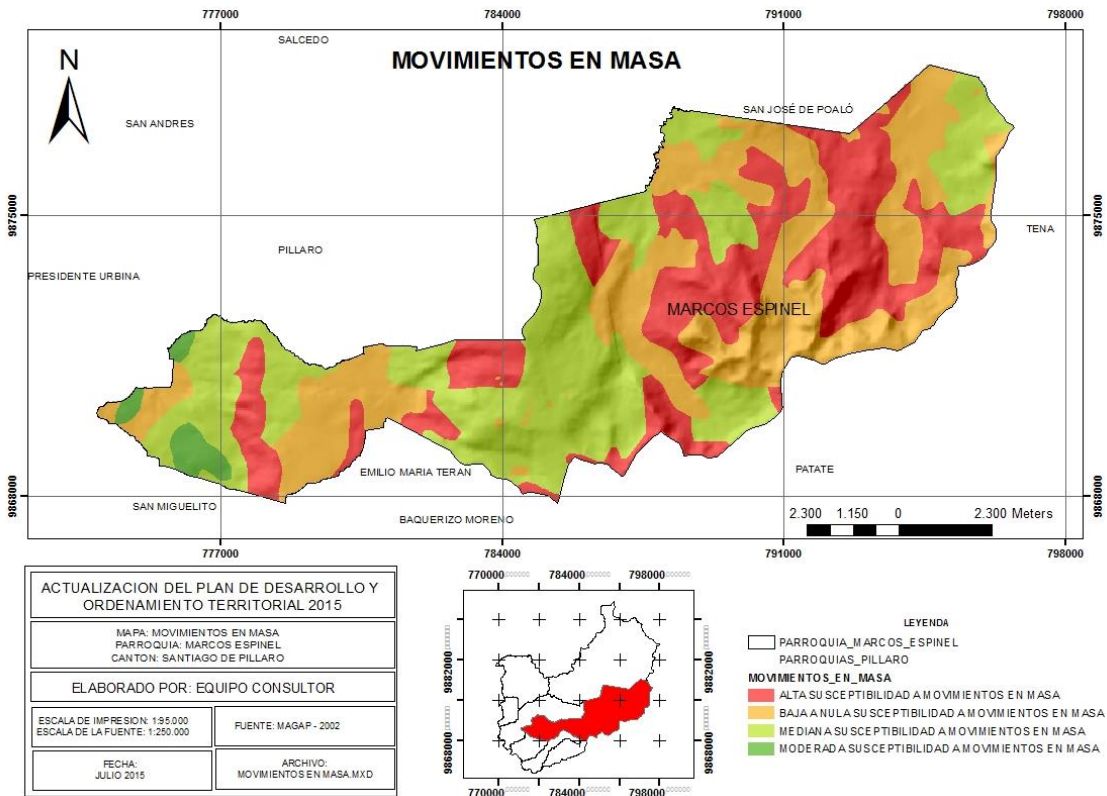 777000 784000 791000 798000
SALCEDO
MOVIMIENTOS EN MASA
N
SAN JOSÉ DE POALÓ
SAN ANDRES
9875000 9875000
TENA
PILLARO
PRESIDENTE URBINA
MARCOS ESPINEL
EMILIO MARIA TERAN
PATATE
9868000 9868000
SAN MIGUELITO
BAQUERIZO MORENO
2.300 1.150 0 2.300 Meters
777000 784000 791000 798000
ACTUALIZACION DEL PLAN DE DESARROLLO Y
ORDENAMIENTO TERRITORIAL 2015
MAPA: MOVIMIENTOS EN MASA
PARROQUIA: MARCOS ESPINEL
CANTON: SANTIAGO DE PILLARO
ELABORADO POR: EQUIPO CONSULTOR
ESCALA DE IMPRESION: 1:95.000
ESCALA DE LA FUENTE: 1:250.000
FUENTE: MAGAP - 2002
FECHA:
JULIO 2015
ARCHIVO:
MOVIMIENTOS EN MASA.MXD
770000 784000 798000
9882000 9882000
9868000 9868000
770000 784000 798000
LEYENDA
PARROQUIA_MARCOS_ESPINEL
PARROQUIAS_PILLARO
MOVIMIENTOS_EN_MASA
ALTA SUSCEPTIBILIDAD A MOVIMIENTOS EN MASA
BAJA A NULA SUSCEPTIBILIDAD A MOVIMIENTOS EN MASA
MEDIANA SUSCEPTIBILIDAD A MOVIMIENTOS EN MASA
MODERADA SUSCEPTIBILIDAD A MOVIMIENTOS EN MASA